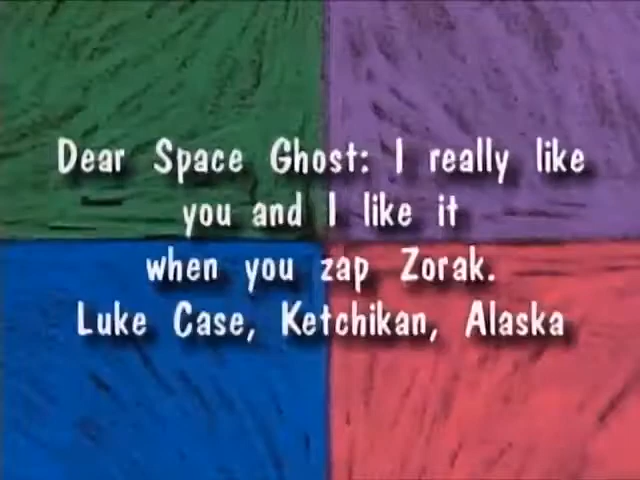 Dear Space Ghost: I really like
you and I like it
when you zap Zorak.
Luke Case, Ketchikan, Alaska